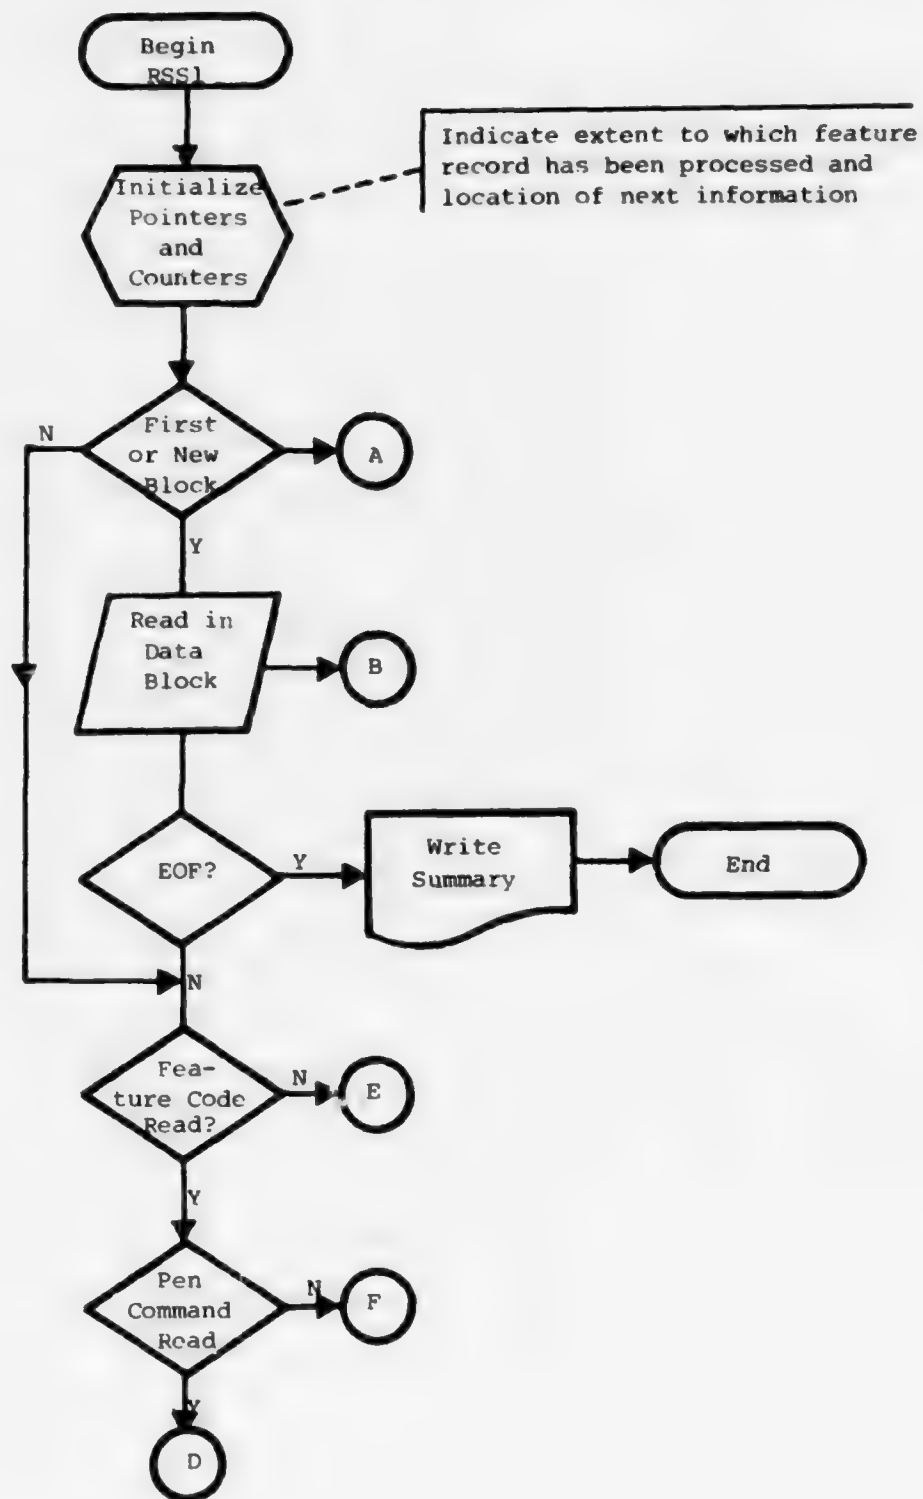 Begin
RSS1
Indicate extent to which feature
record has been processed and
location of next information
Initialize
Pointers
and
Counters
First
or New
Block
N
A
Y
Read in
Data
Block
B
EOF?
Y
Write
Summary
End
N
Fea-
ture Code
Read?
N
E
Y
Pen
Command
Read
N
F
Y
D